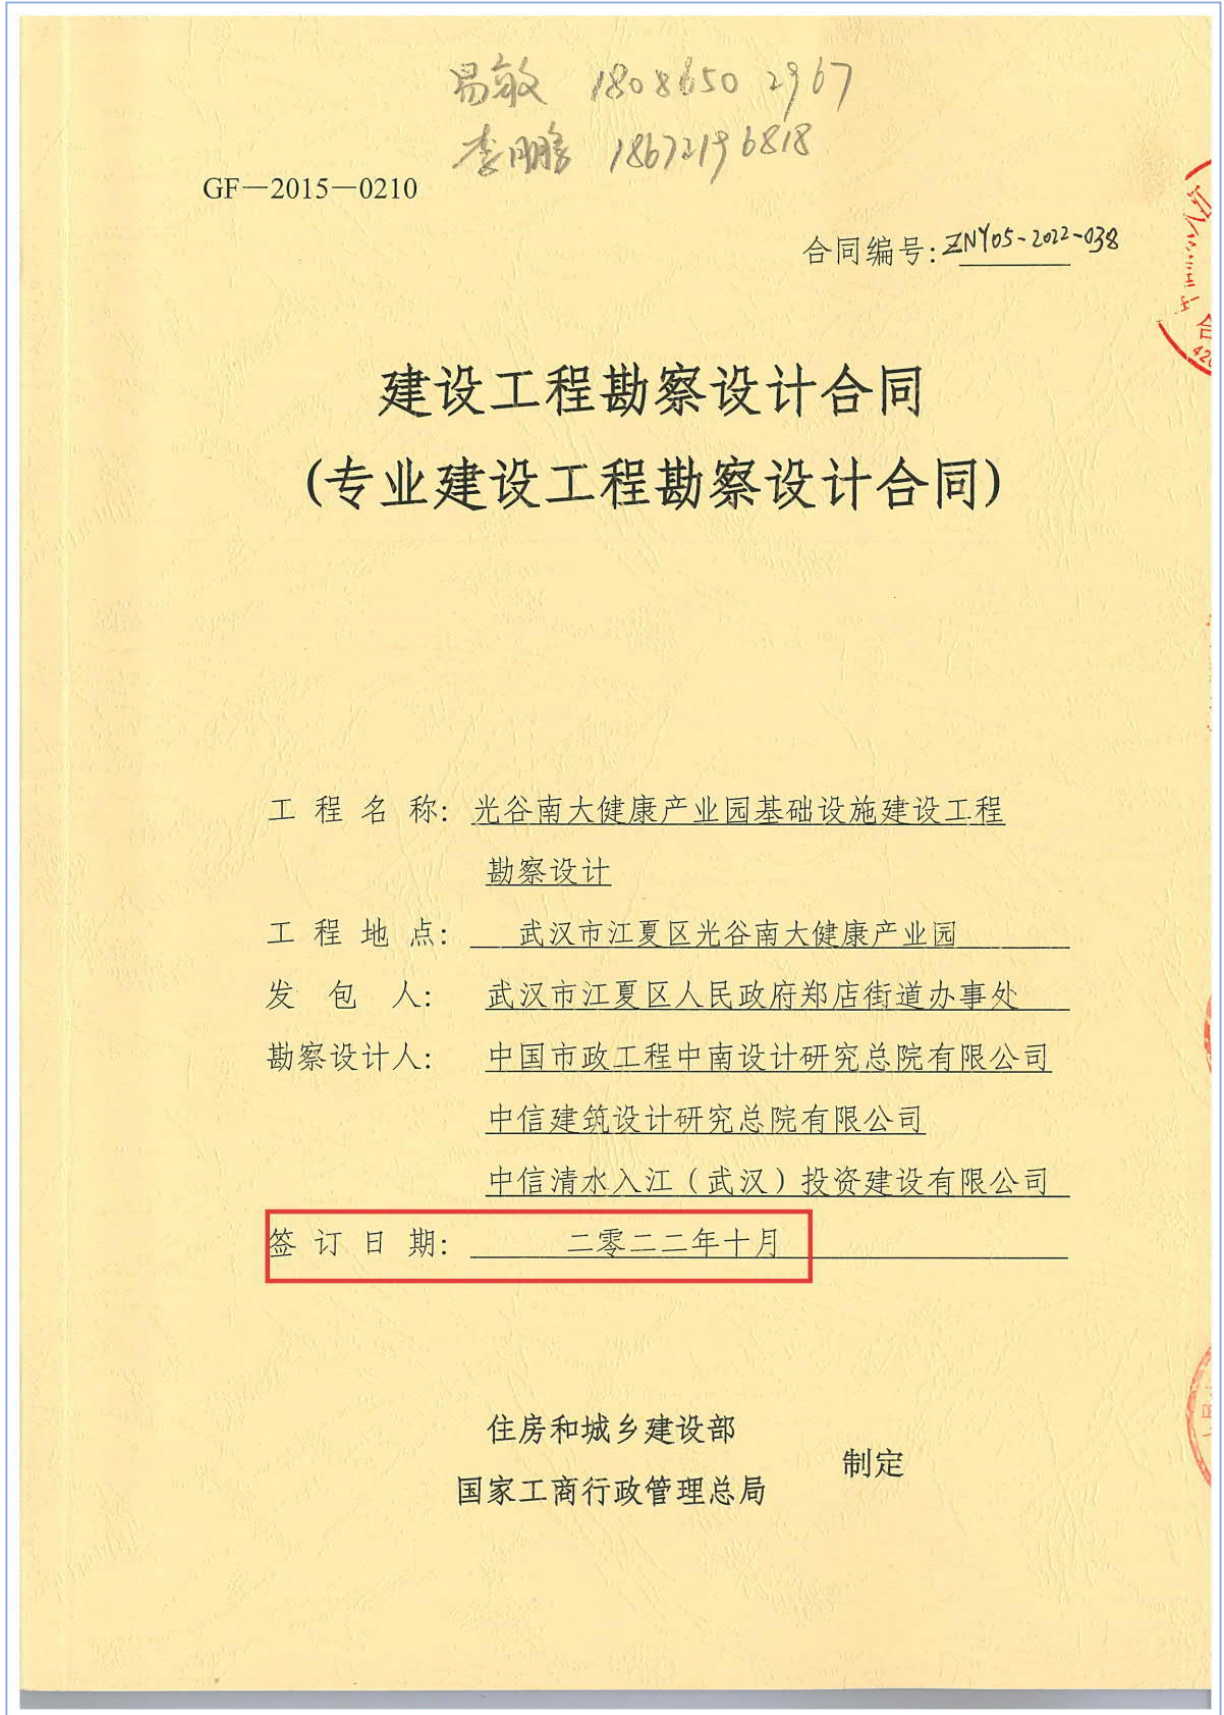 易敏 18086502967
李鹏 18672196818
GF—2015—0210
合同编号:ZNY05-2022-038
建设工程勘察设计合同
(专业建设工程勘察设计合同)
工程名称:光谷南大健康产业园基础设施建设工程
勘察设计
工程地点:武汉市江夏区光谷南大健康产业园
发包人:武汉市江夏区人民政府郑店街道办事处
勘察设计人:中国市政工程中南设计研究总院有限公司
中信建筑设计研究总院有限公司
中信清水入江（武汉）投资建设有限公司
签订日期:二零二二年十月
住房和城乡建设部
国家工商行政管理总局
制定